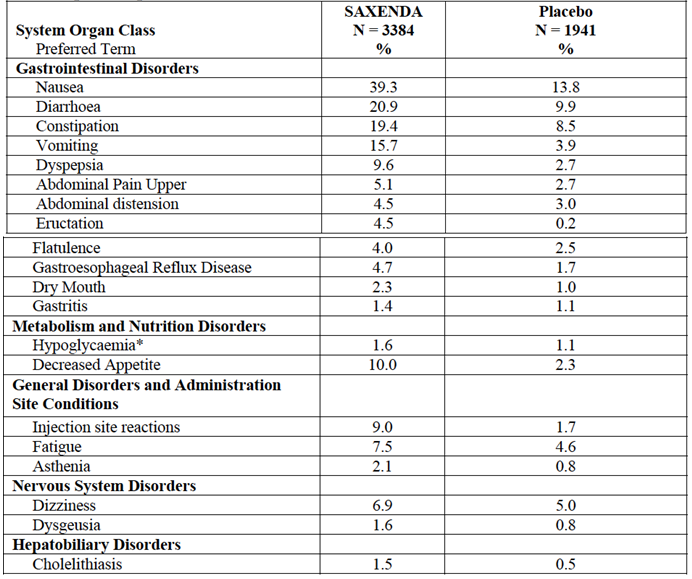 SAXENDA Placebo
System Organ Class N = 3384 N = 1941
Preferred Term % %
Gastrointestinal Disorders
Nausea 39.3 13.8
Diarrhoea 20.9 9.9
Constipation 19.4 8.5
Vomiting 15.7 3.9
Dyspepsia 9.6 2.7
Abdominal Pain Upper 5.1 2.7
Abdominal distension 4.5 3.0
Eructation 4.5 0.2
Flatulence 4.0 2.5
Gastroesophageal Reflux Disease 4.7 1.7
Dry Mouth 2.3 1.0
Gastritis 1.4 1.1
Metabolism and Nutrition Disorders
Hypoglycaemia* 1.6 1.1
Decreased Appetite 10.0 2.3
General Disorders and Administration
Site Conditions
Injection site reactions 9.0 1.7
Fatigue 7.5 4.6
Asthenia 2.1 0.8
Nervous System Disorders
Dizziness 6.9 5.0
Dysgeusia 1.6 0.8
Hepatobiliary Disorders
Cholelithiasis 1.5 0.5